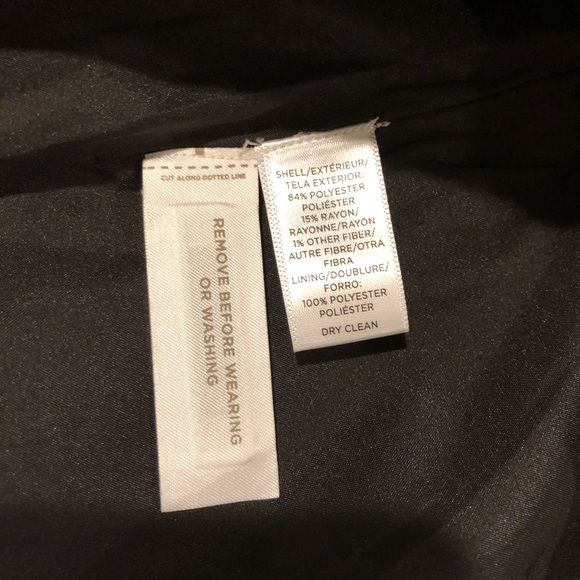 CUT ALONG DOTTED LINE
REMOVE BEFORE WEARING
OR WASHING
SHELL/EXTÉRIEUR/
TELA EXTERIOR:
84% POLYESTER
POLIÉSTER
15% RAYON/
RAYONNE/RAYÓN
1% OTHER FIBER/
AUTRE FIBRE/OTRA
FIBRA
LINING/DOUBLURE/
FORRO:
100% POLYESTER
POLIÉSTER
DRY CLEAN